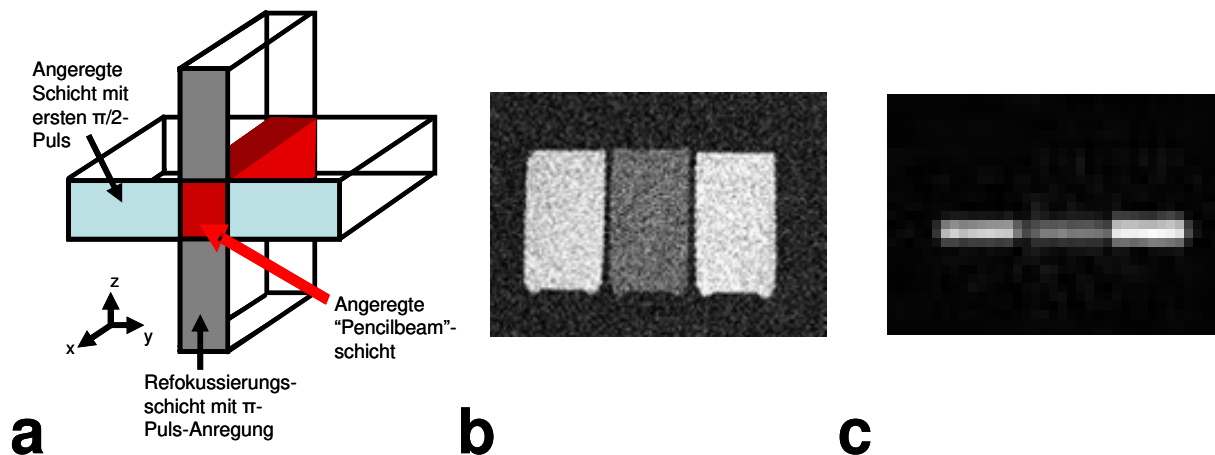 Angeregte
Schicht mit
ersten π/2-
Puls
z
x
y
Angeregte
“Pencilbeam”-
schicht
Refokussierungs-
schicht mit π-
Puls-Anregung
a
b
c